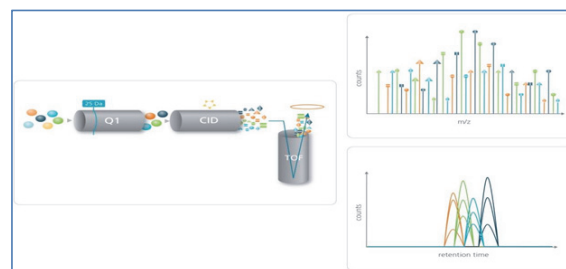 25 Da
Q1
CID
TOF
counts
m/z
counts
retention time